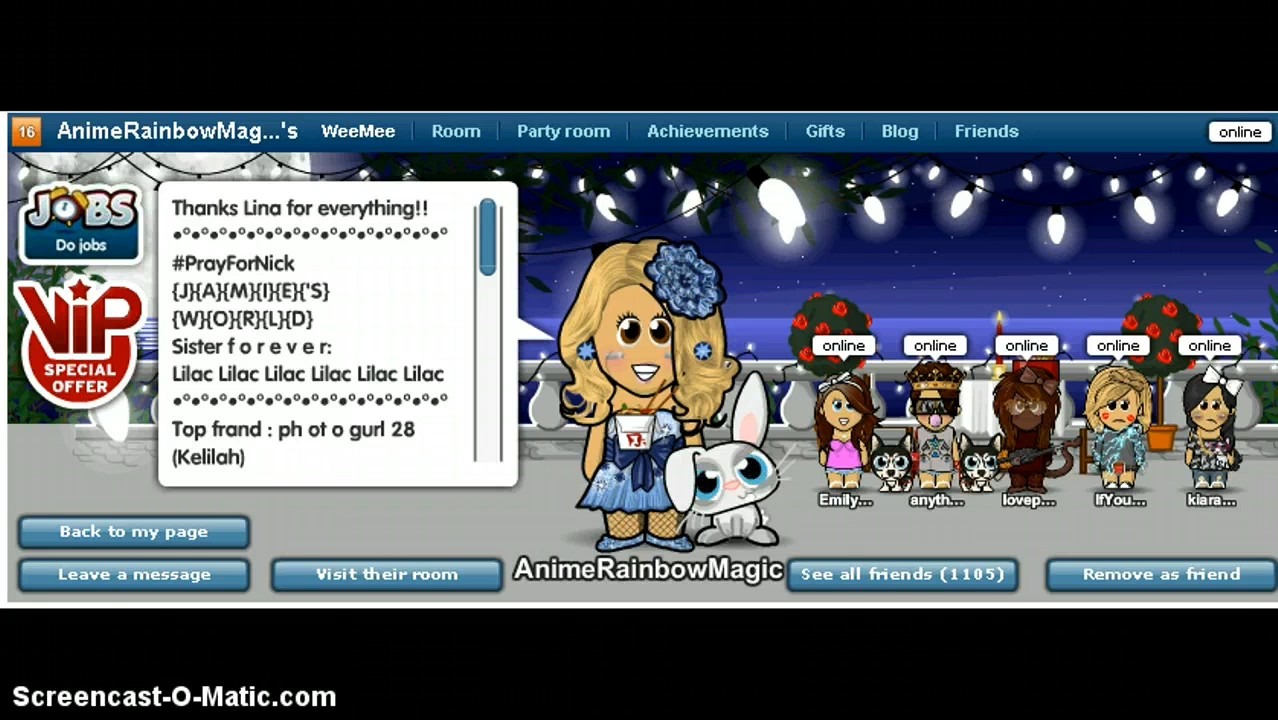 16 AnimeRainbowMag...'s WeeMee Room Party room Achievements Gifts Blog Friends online
JOBS
Do jobs
ViP
SPECIAL
OFFER
Thanks Lina for everything!!
•º•º•º•º•º•º•º•º•º•º•º•º•º•º•º•º•º•º
#PrayForNick
{J}{A}{M}{I}{E}{'S}
{W}{O}{R}{L}{D}
Sister f o r e v e r:
Lilac Lilac Lilac Lilac Lilac Lilac
•º•º•º•º•º•º•º•º•º•º•º•º•º•º•º•º•º•º
Top frand : ph ot o gurl 28
(Kelilah)
online online online online online
Emily... anyth... lovep... IfYou... kiara...
Back to my page
Leave a message
Visit their room
AnimeRainbowMagic
See all friends (1105)
Remove as friend
Screencast-O-Matic.com